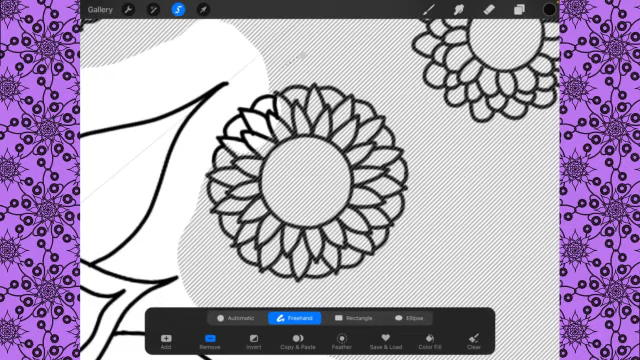 Gallery
Automatic Freehand Rectangle Ellipse
Add Remove Invert Copy & Paste Feather Save & Load Color Fill Clear